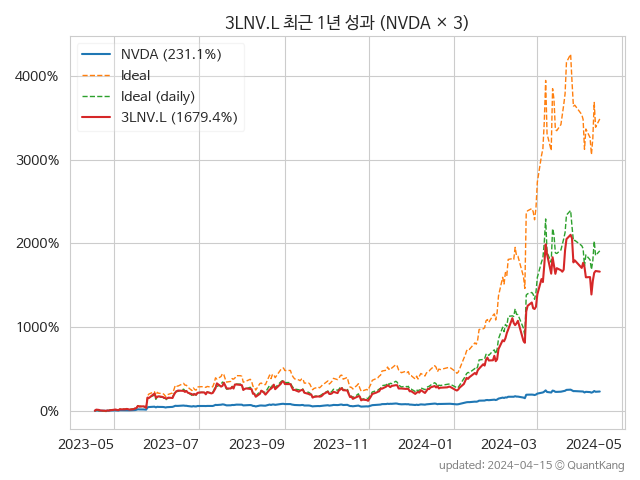 3LNV.L 최근 1년 성과 (NVDA × 3)
NVDA (231.1%)
Ideal
Ideal (daily)
3LNV.L (1679.4%)
4000%
3000%
2000%
1000%
0%
2023-05 2023-07 2023-09 2023-11 2024-01 2024-03 2024-05
updated: 2024-04-15 © QuantKang